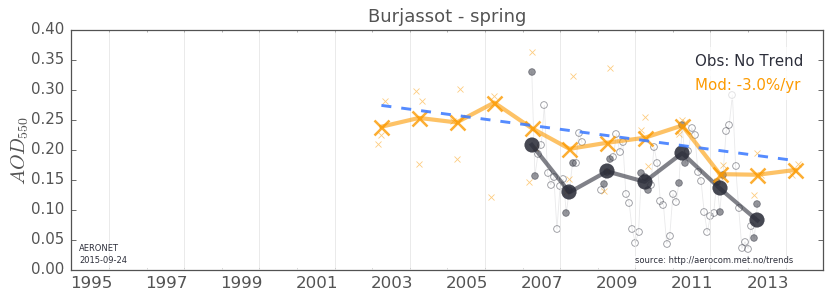 Burjassot - spring
0.40
0.35
0.30
0.25
0.20
0.15
0.10
0.05
0.00
AOD550
Obs: No Trend
Mod: -3.0%/yr
AERONET
2015-09-24
source: http://aerocom.met.no/trends
1995 1997 1999 2001 2003 2005 2007 2009 2011 2013